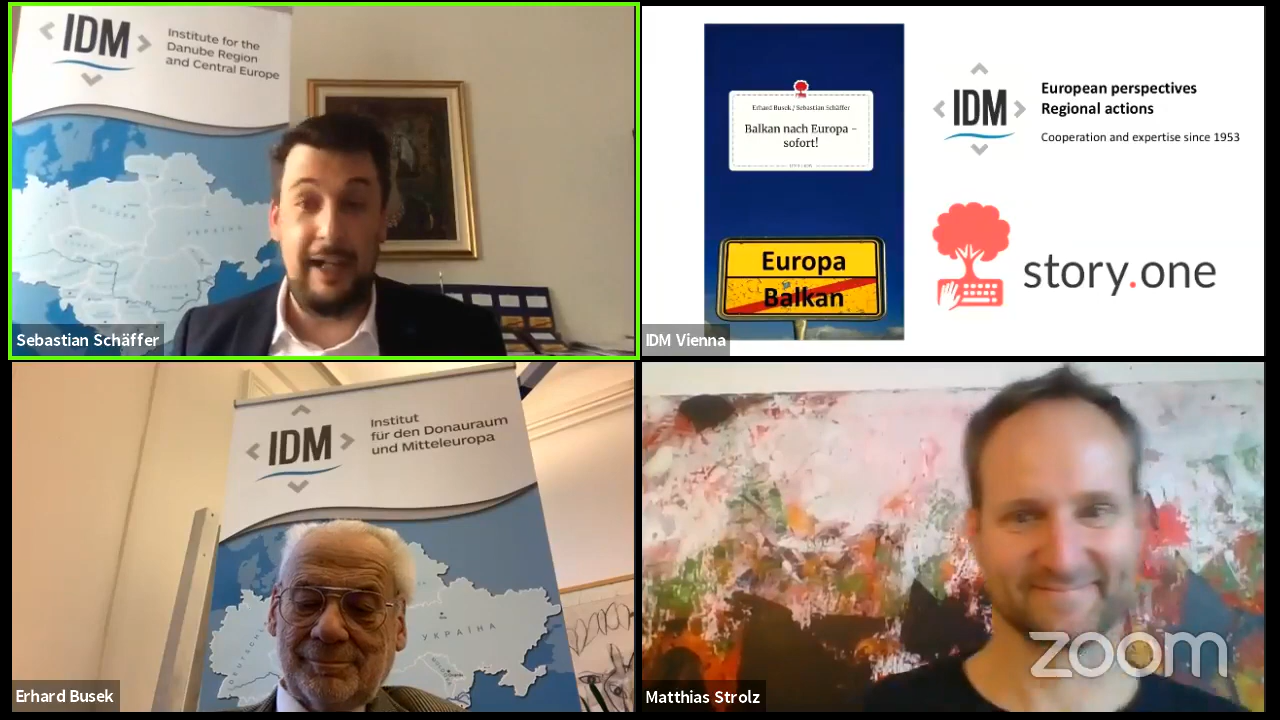 IDM
Institute for the
Danube Region
and Central Europe
POLSKA
УКРАЇНА
Sebastian Schäffer
Erhard Busek / Sebastian Schäffer
Balkan nach Europa –
sofort!
Europa
Balkan
IDM
European perspectives
Regional actions
Cooperation and expertise since 1953
story.one
IDM Vienna
IDM
Institut
für den Donauraum
und Mitteleuropa
УКРАЇНА
Erhard Busek
Matthias Strolz
zoom